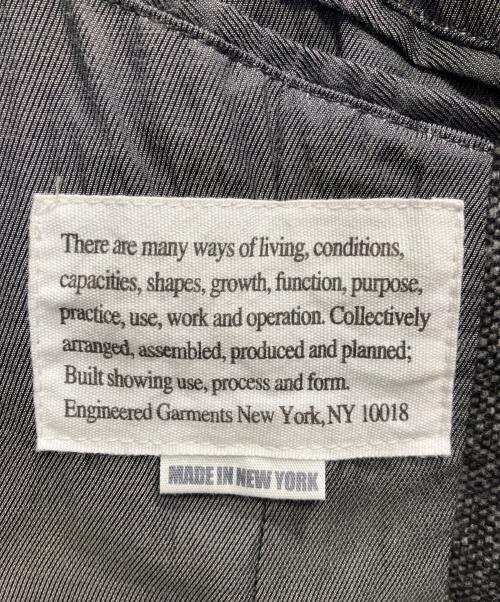 There are many ways of living, conditions,
capacities, shapes, growth, function, purpose,
practice, use, work and operation. Collectively
arranged, assembled, produced and planned;
Built showing use, process and form.
Engineered Garments New York, NY 10018
MADE IN NEW YORK